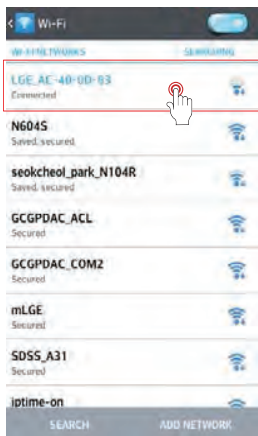 Wi-Fi
WI-FI NETWORKS SEARCHING
LGE_AC-40-0D-83
Connected
N604S
Saved, secured
seokcheol_park_N104R
Saved, secured
GCGPDAC_ACL
Secured
GCGPDAC_COM2
Secured
mLGE
Secured
SDSS_A31
Secured
iptime-on
SEARCH ADD NETWORK